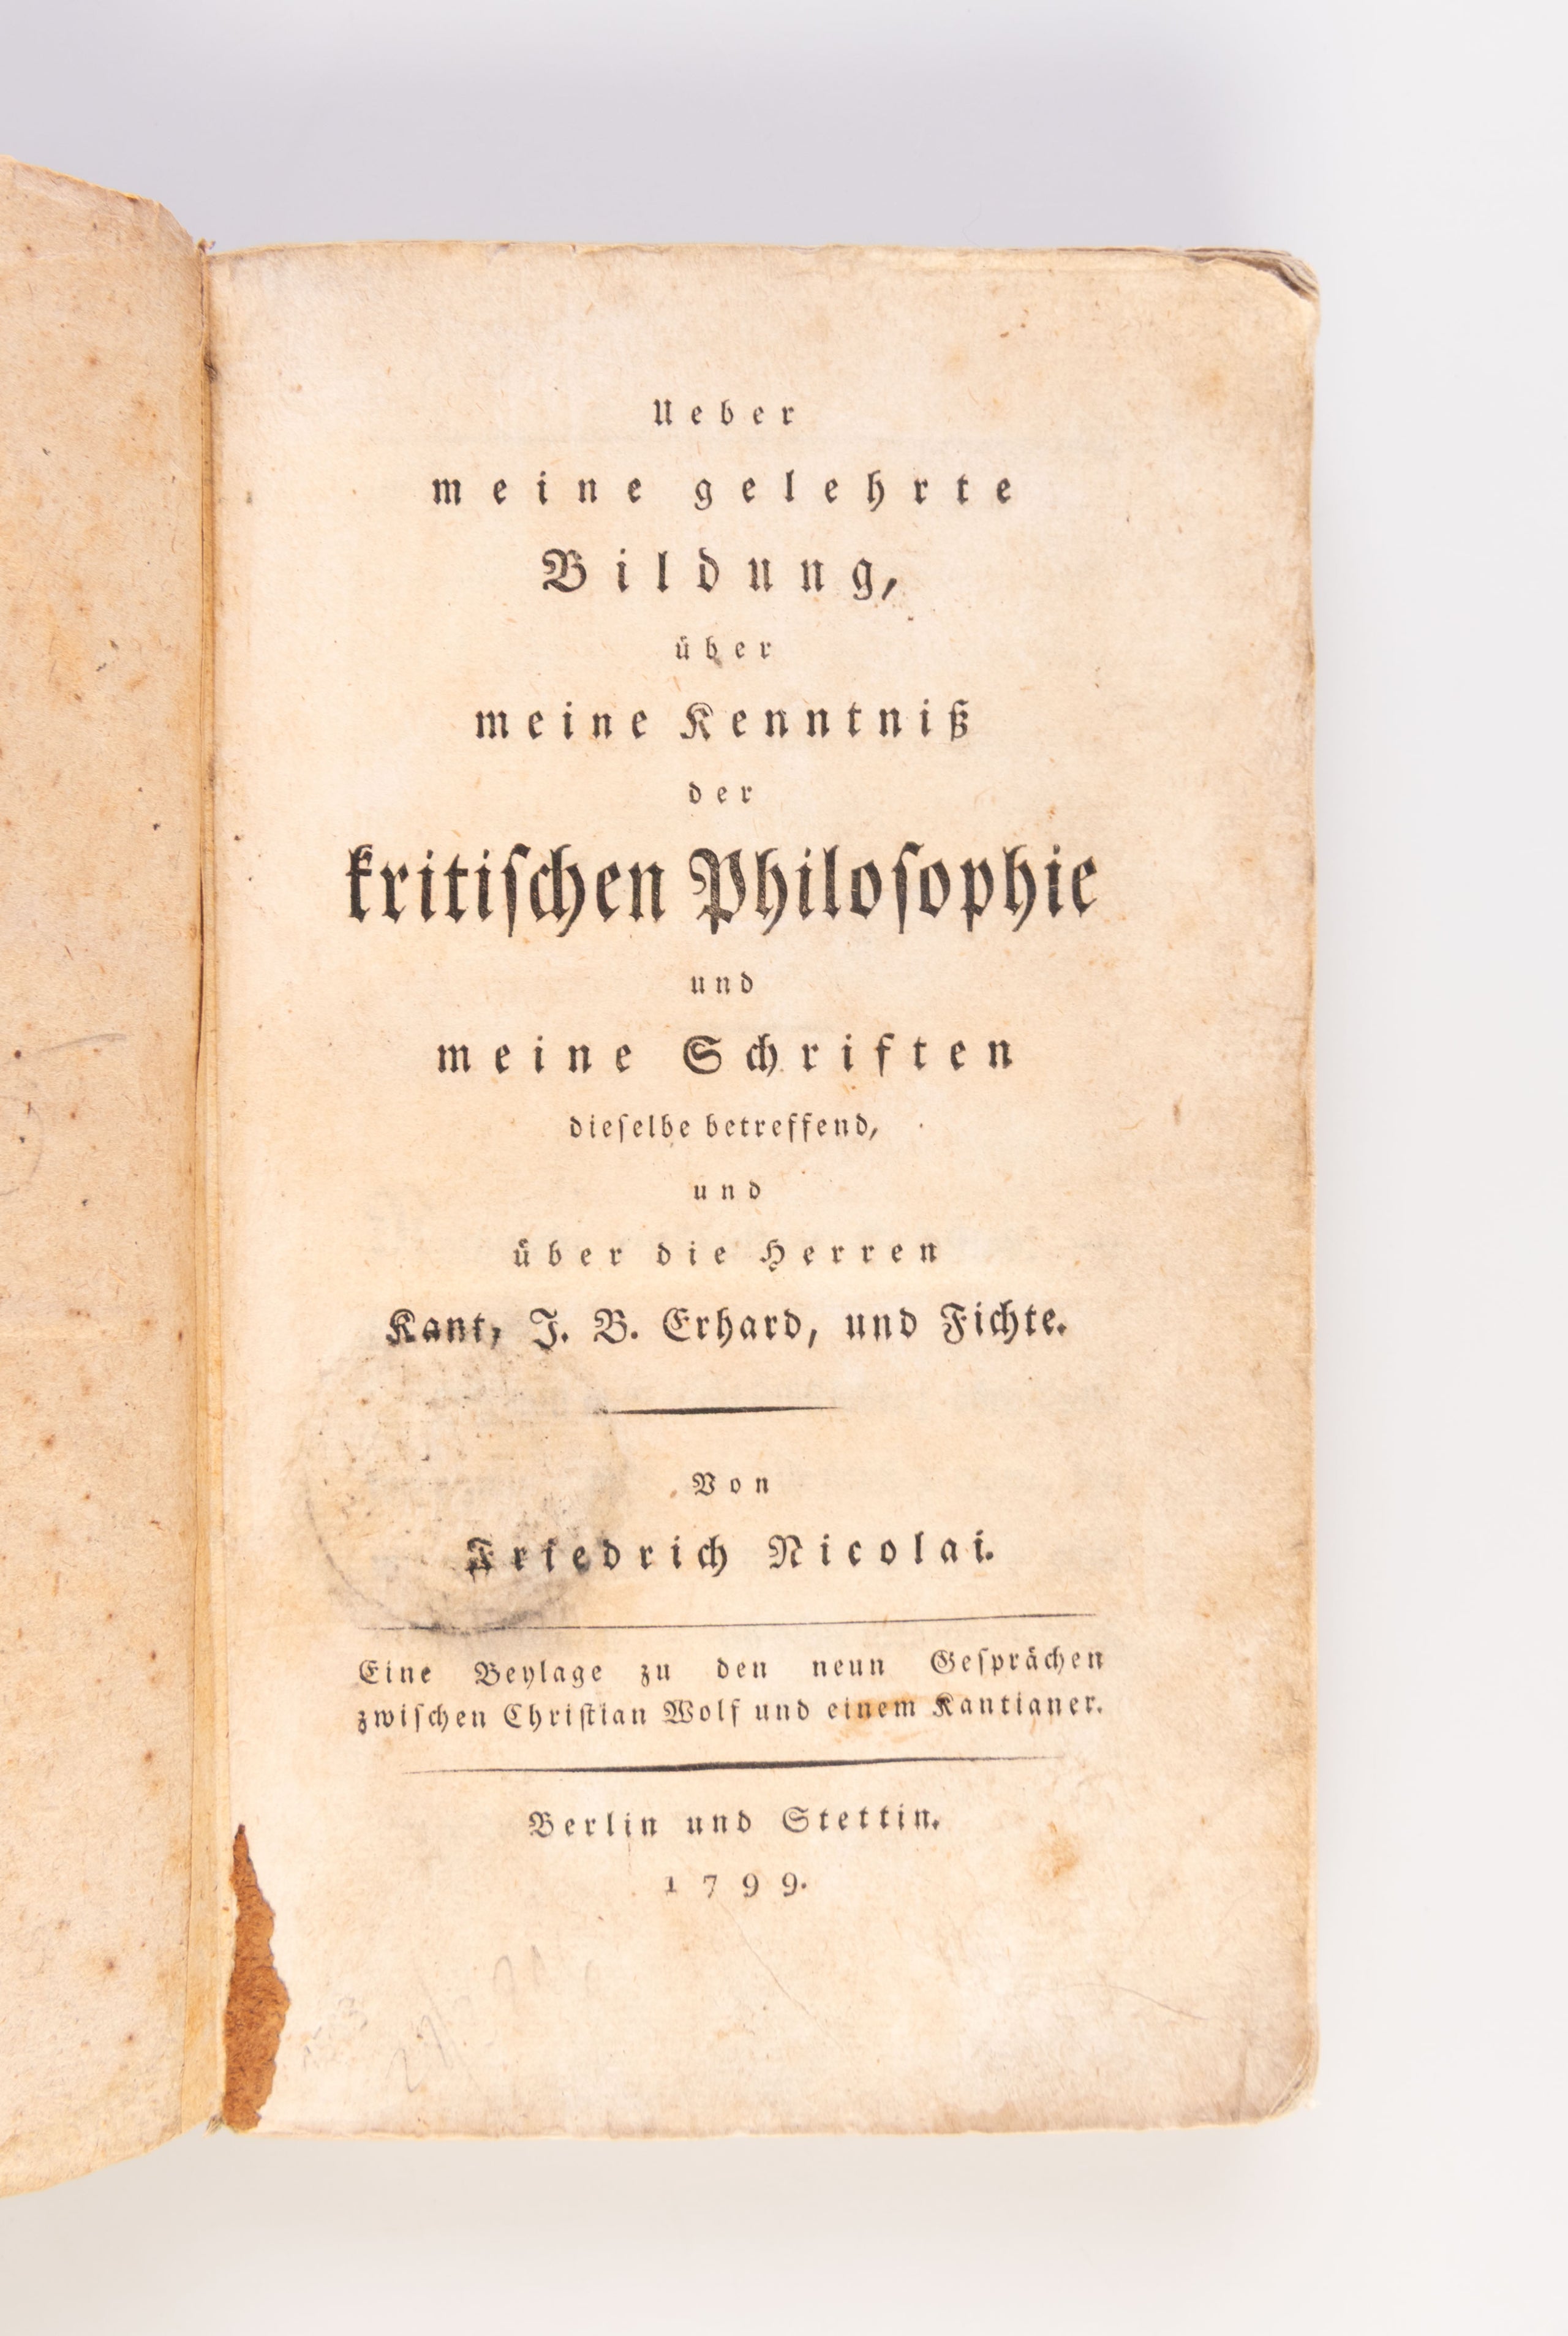 Ueber
meine gelehrte
Bildung,
über
meine Kenntniß
der
kritiſchen Philoſophie
und
meine Schriften
dieſelbe betreffend,
und
über die Herren
Kant, J. B. Erhard, und Fichte.
Von
Friedrich Nicolai.
Eine Beylage zu den neun Geſprächen
zwiſchen Chriſtian Wolf und einem Kantianer.
Berlin und Stettin.
1799.